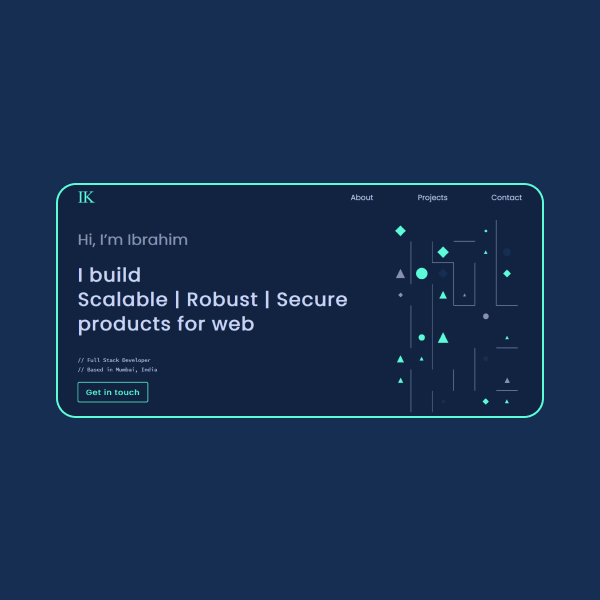 IK
About Projects Contact
Hi, I'm Ibrahim
I build
Scalable | Robust | Secure
products for web
// Full Stack Developer
// Based in Mumbai, India
Get in touch